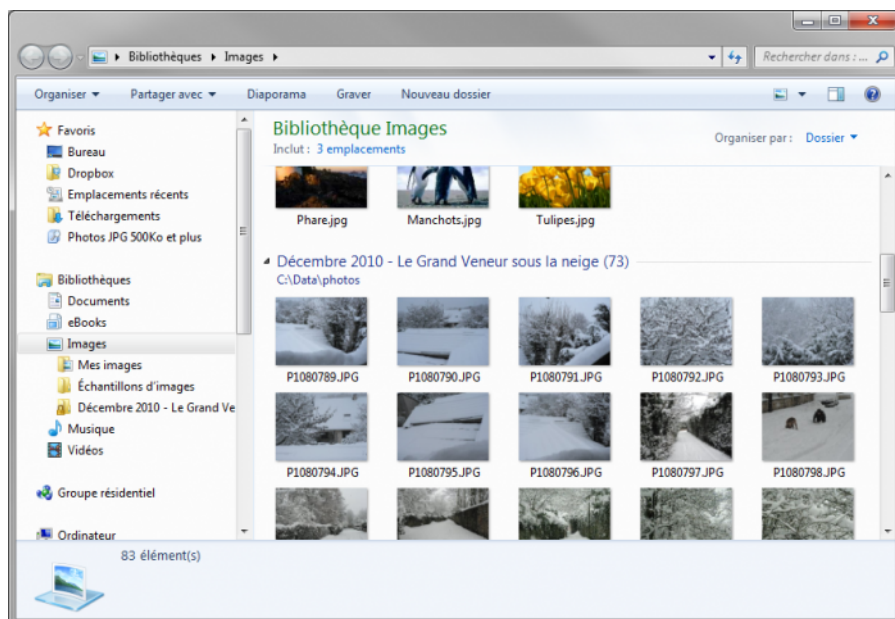 Bibliothèques Images
Rechercher dans : ...
Organiser Partager avec Diaporama Graver Nouveau dossier
Favoris
Bureau
Dropbox
Emplacements récents
Téléchargements
Photos JPG 500Ko et plus
Bibliothèques
Documents
eBooks
Images
Mes images
Échantillons d'images
Décembre 2010 - Le Grand Ve
Musique
Vidéos
Groupe résidentiel
Ordinateur
Bibliothèque Images
Inclut : 3 emplacements
Organiser par : Dossier
Phare.jpg Manchots.jpg Tulipes.jpg
Décembre 2010 - Le Grand Veneur sous la neige (73)
C:\Data\photos
P1080789.JPG P1080790.JPG P1080791.JPG P1080792.JPG P1080793.JPG
P1080794.JPG P1080795.JPG P1080796.JPG P1080797.JPG P1080798.JPG
83 élément(s)